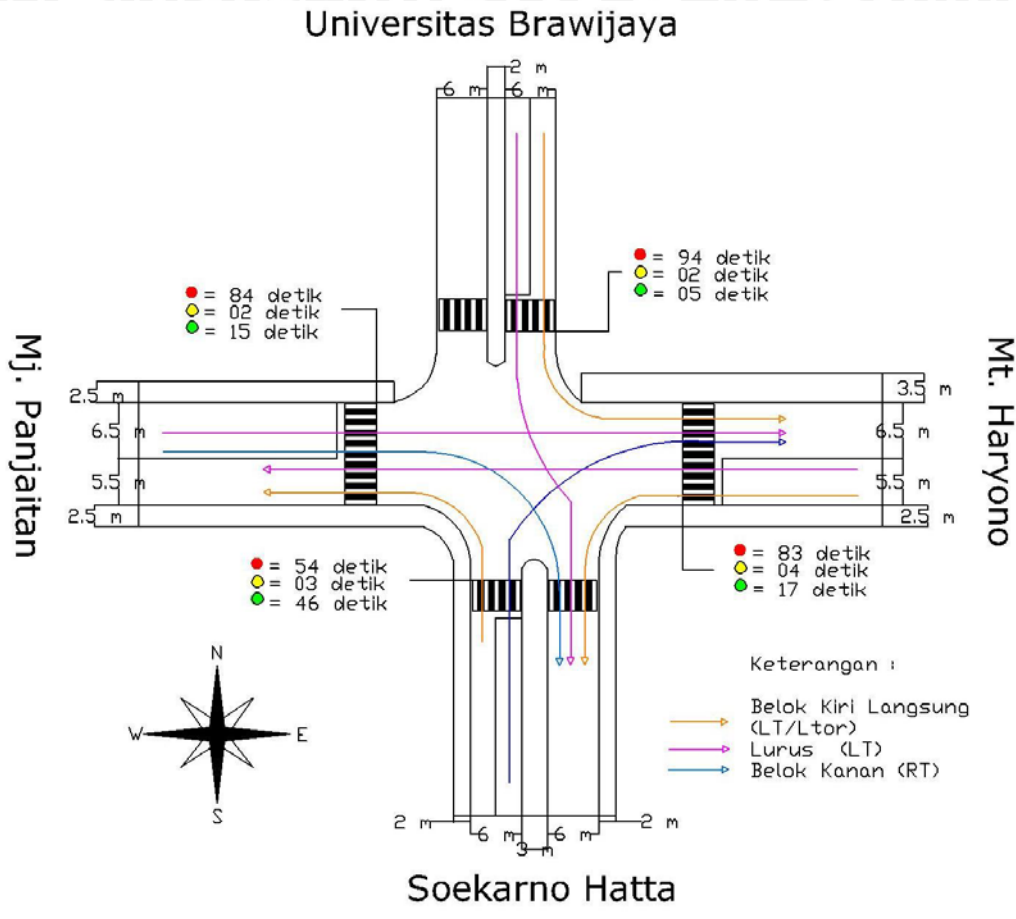 Universitas Brawijaya
2 m
6 m
6 m
= 94 detik
= 02 detik
= 05 detik
= 84 detik
= 02 detik
= 15 detik
Mj. Panjaitan
Mt. Haryono
2.5 m
6.5 m
5.5 m
2.5 m
3.5 m
6.5 m
5.5 m
2.5 m
= 54 detik
= 03 detik
= 46 detik
= 83 detik
= 04 detik
= 17 detik
N
W
E
S
Keterangan :
Belok Kiri Langsung
(LT/Ltor)
Lurus (LT)
Belok Kanan (RT)
2 m
6 m
3 m
6 m
2 m
Soekarno Hatta